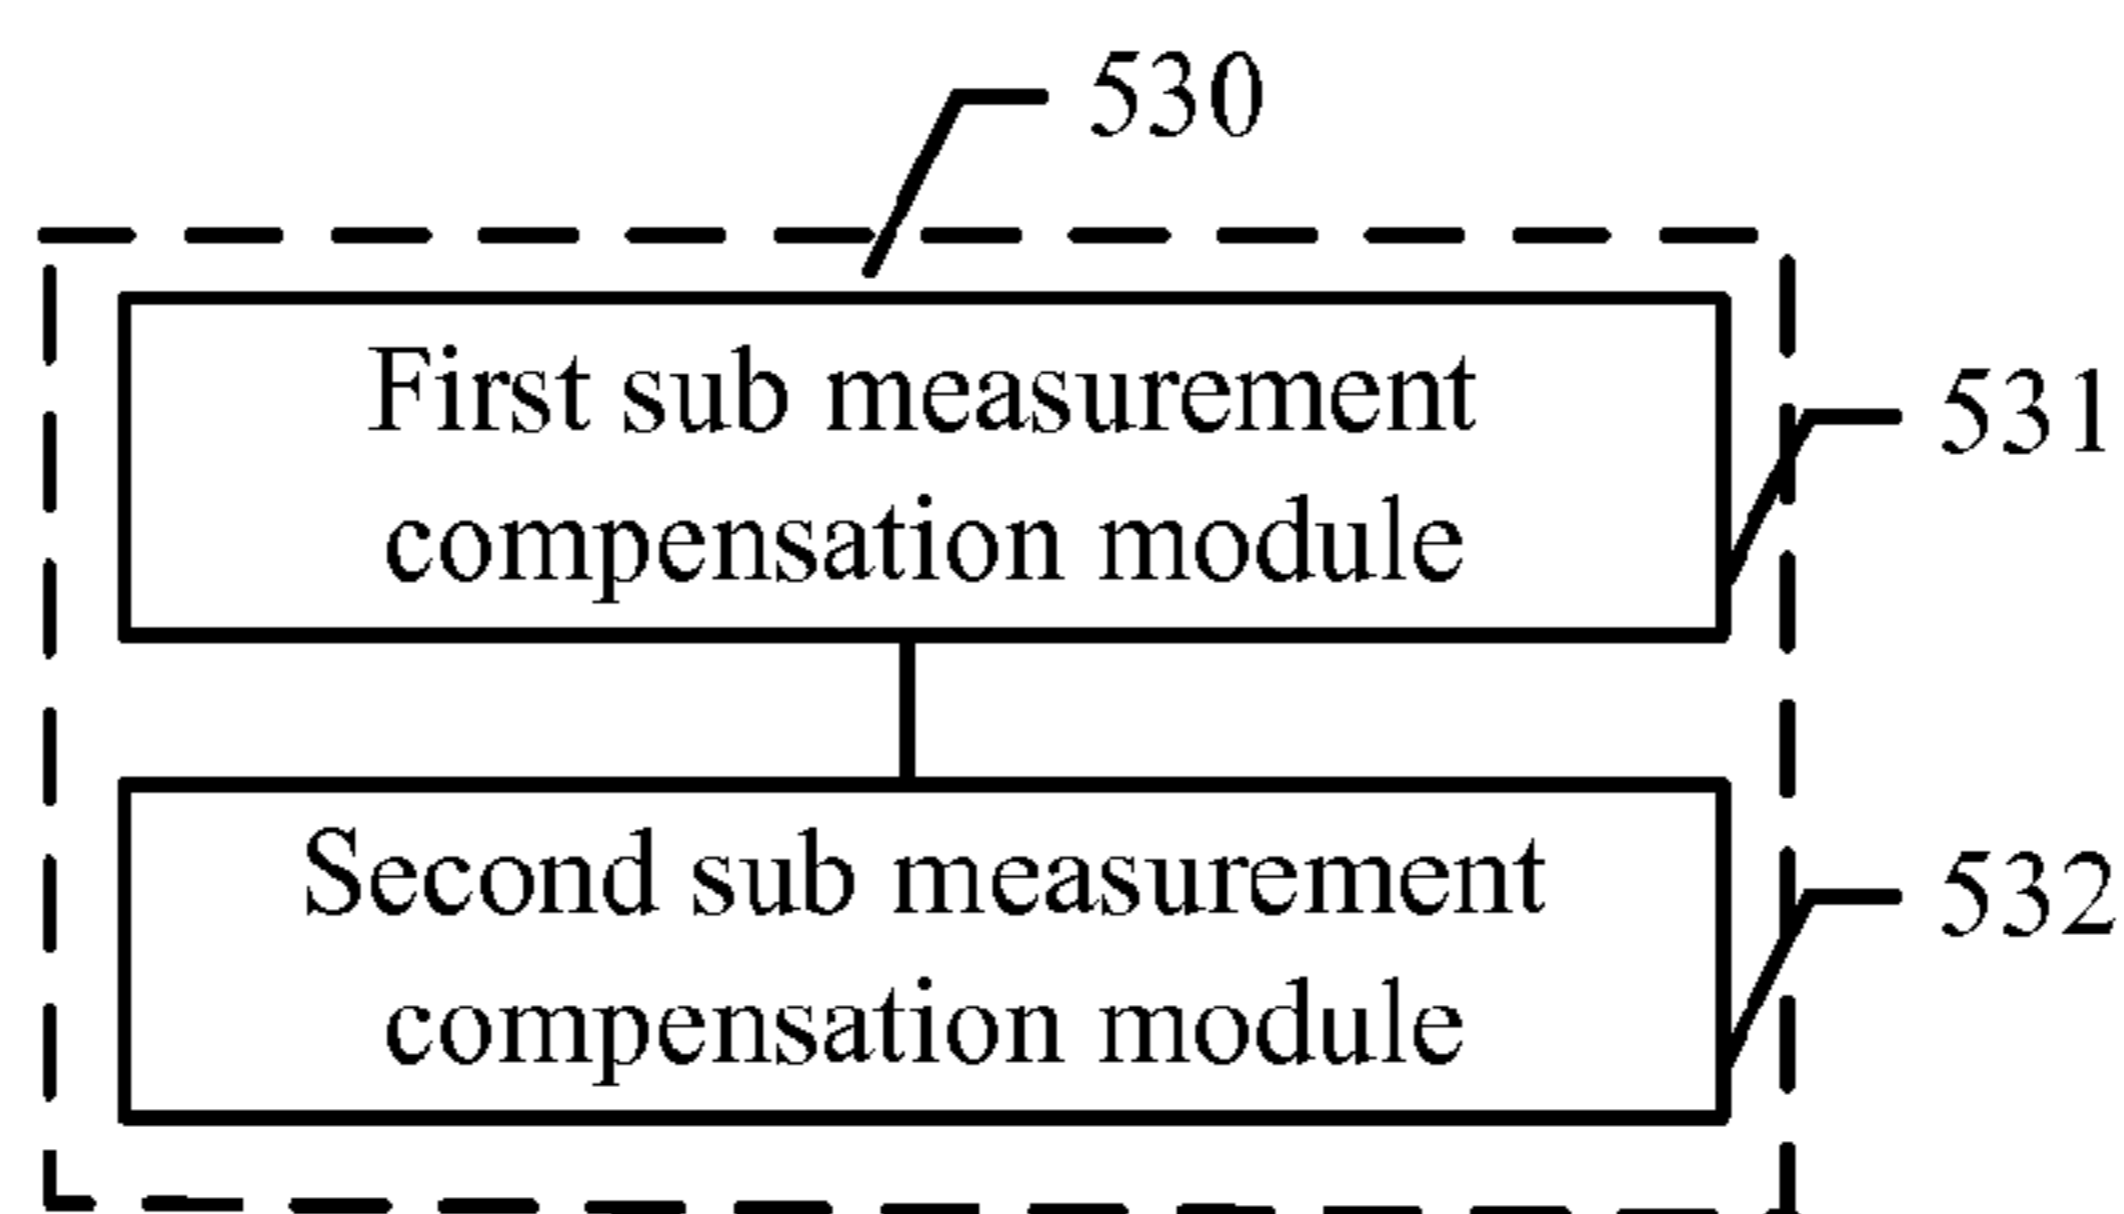 530
First sub measurement
compensation module
531
Second sub measurement
compensation module
532